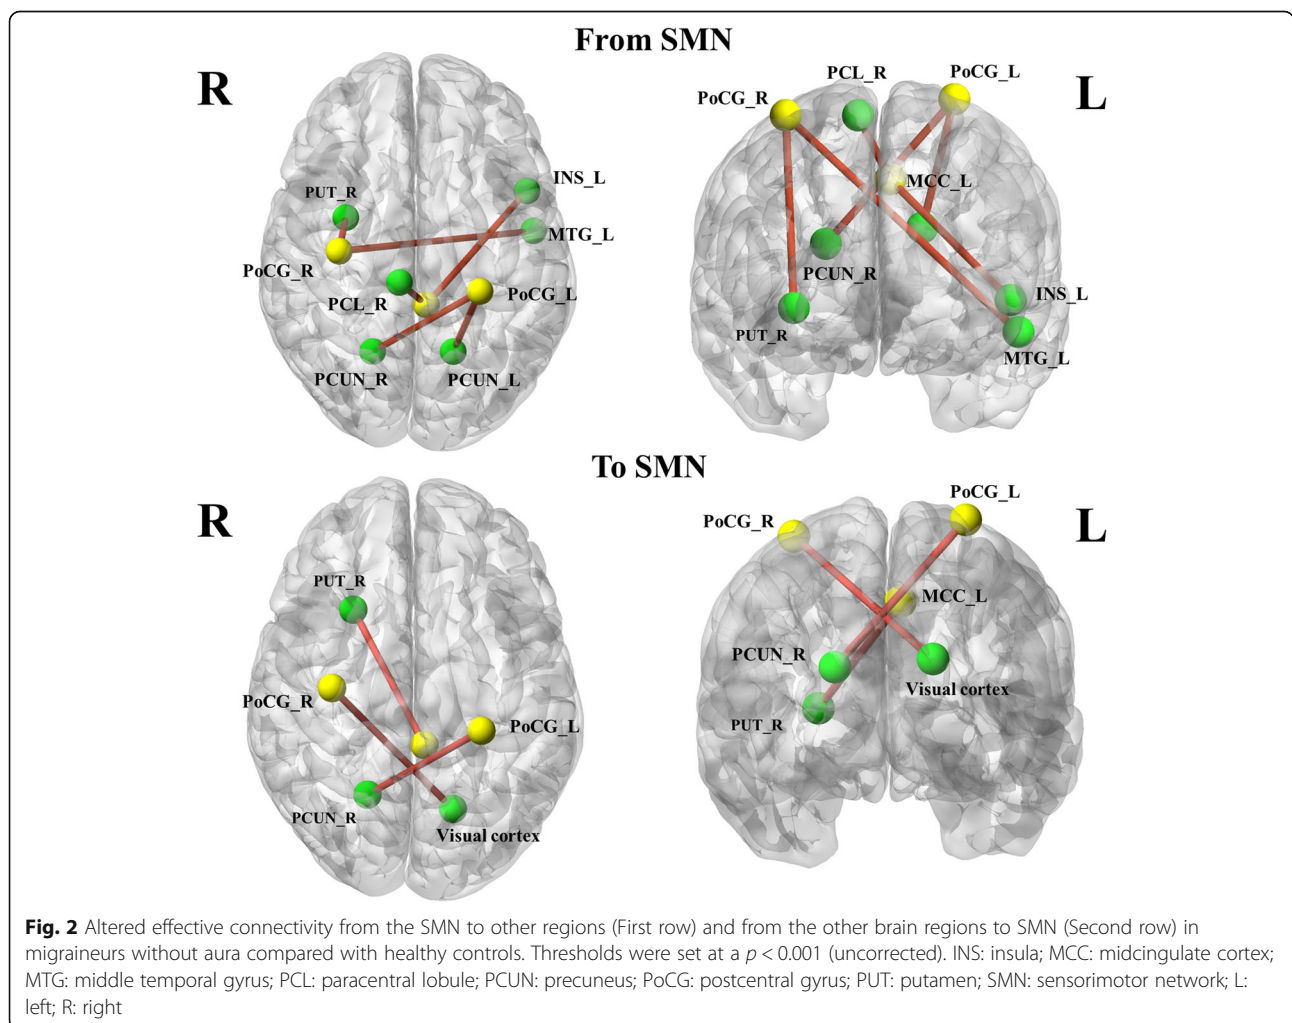 From SMN
R
L
PCL_R
PoCG_L
PoCG_R
INS_L
PUT_R
MTG_L
PoCG_R
PCL_R
PoCG_L
PCUN_R
PCUN_L
MCC_L
PCUN_R
INS_L
PUT_R
MTG_L
To SMN
R
L
PUT_R
PoCG_R
PoCG_L
PCUN_R
Visual cortex
PoCG_L
PoCG_R
MCC_L
PCUN_R
Visual cortex
PUT_R
Fig. 2 Altered effective connectivity from the SMN to other regions (First row) and from the other brain regions to SMN (Second row) in
migraineurs without aura compared with healthy controls. Thresholds were set at a p < 0.001 (uncorrected). INS: insula; MCC: midcingulate cortex;
MTG: middle temporal gyrus; PCL: paracentral lobule; PCUN: precuneus; PoCG: postcentral gyrus; PUT: putamen; SMN: sensorimotor network; L:
left; R: right